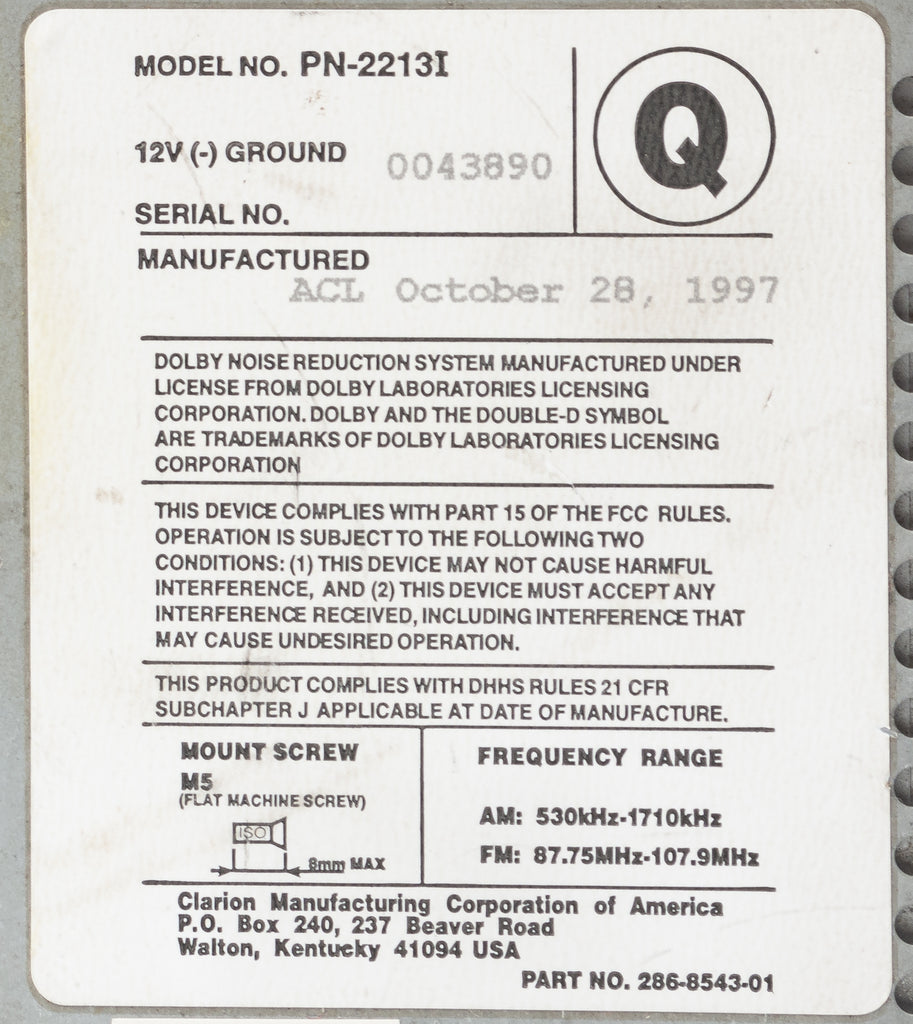 MODEL NO. PN-2213I
Q
12V (-) GROUND
0043890
SERIAL NO.
MANUFACTURED
ACL October 28, 1997
DOLBY NOISE REDUCTION SYSTEM MANUFACTURED UNDER
LICENSE FROM DOLBY LABORATORIES LICENSING
CORPORATION. DOLBY AND THE DOUBLE-D SYMBOL
ARE TRADEMARKS OF DOLBY LABORATORIES LICENSING
CORPORATION
THIS DEVICE COMPLIES WITH PART 15 OF THE FCC RULES.
OPERATION IS SUBJECT TO THE FOLLOWING TWO
CONDITIONS: (1) THIS DEVICE MAY NOT CAUSE HARMFUL
INTERFERENCE, AND (2) THIS DEVICE MUST ACCEPT ANY
INTERFERENCE RECEIVED, INCLUDING INTERFERENCE THAT
MAY CAUSE UNDESIRED OPERATION.
THIS PRODUCT COMPLIES WITH DHHS RULES 21 CFR
SUBCHAPTER J APPLICABLE AT DATE OF MANUFACTURE.
MOUNT SCREW
M5
(FLAT MACHINE SCREW)
ISO
8mm MAX
FREQUENCY RANGE
AM: 530kHz-1710kHz
FM: 87.75MHz-107.9MHz
Clarion Manufacturing Corporation of America
P.O. Box 240, 237 Beaver Road
Walton, Kentucky 41094 USA
PART NO. 286-8543-01